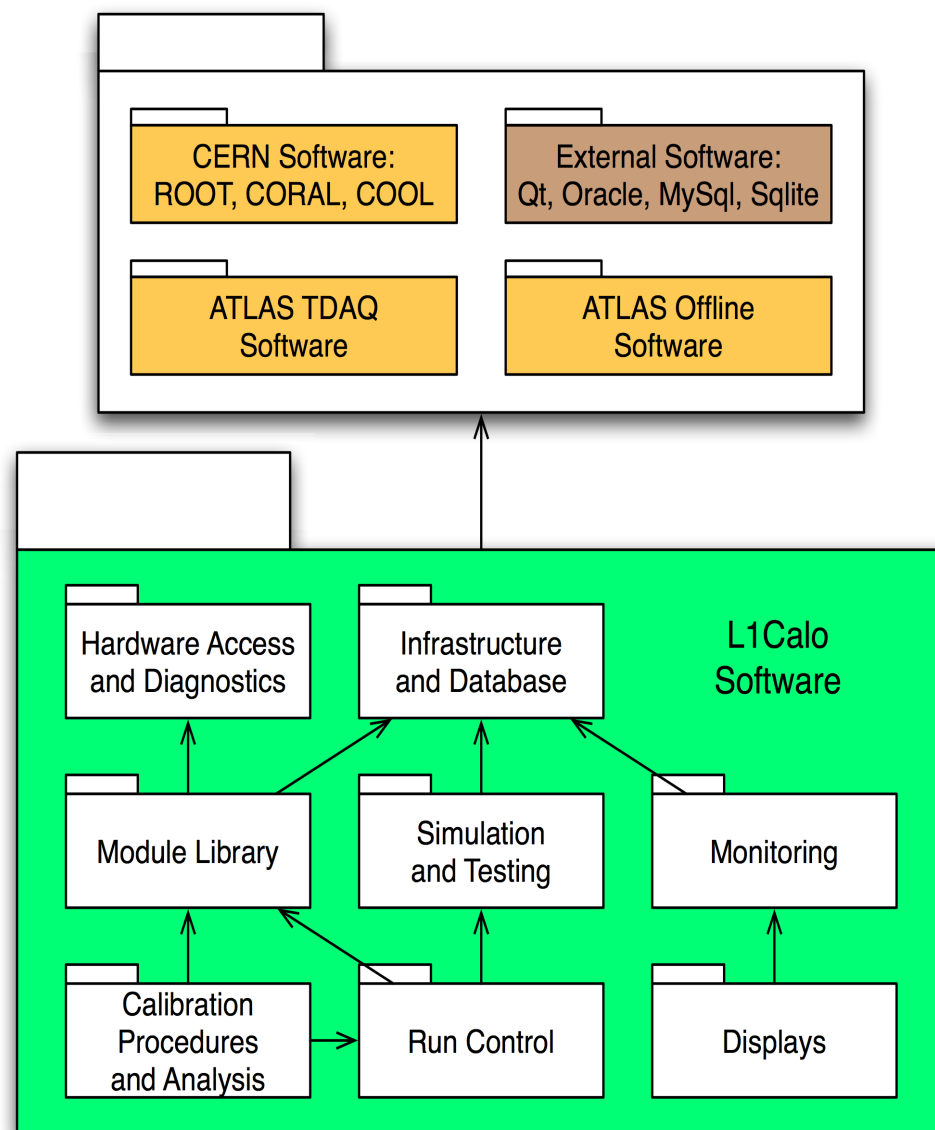 CERN Software:
ROOT, CORAL, COOL
External Software:
Qt, Oracle, MySql, Sqlite
ATLAS TDAQ
Software
ATLAS Offline
Software
L1Calo
Software
Hardware Access
and Diagnostics
Infrastructure
and Database
Module Library
Simulation
and Testing
Monitoring
Calibration
Procedures
and Analysis
Run Control
Displays